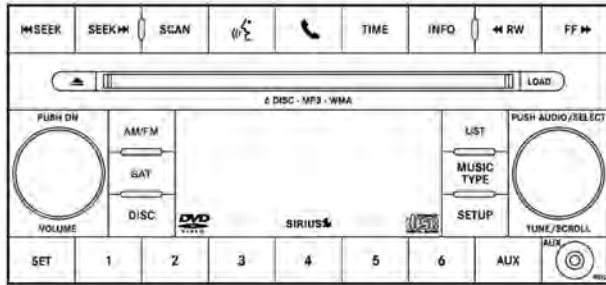 SEEK SEEK SCAN TIME INFO RW FF
LOAD
6 DISC - MP3 - WMA
PUSH ON
AM/FM
SAT
DISC
VOLUME
DVD
VIDEO
SIRIUS
disc
LIST
MUSIC
TYPE
SETUP
PUSH AUDIO/SELECT
TUNE/SCROLL
SET 1 2 3 4 5 6 AUX
AUX